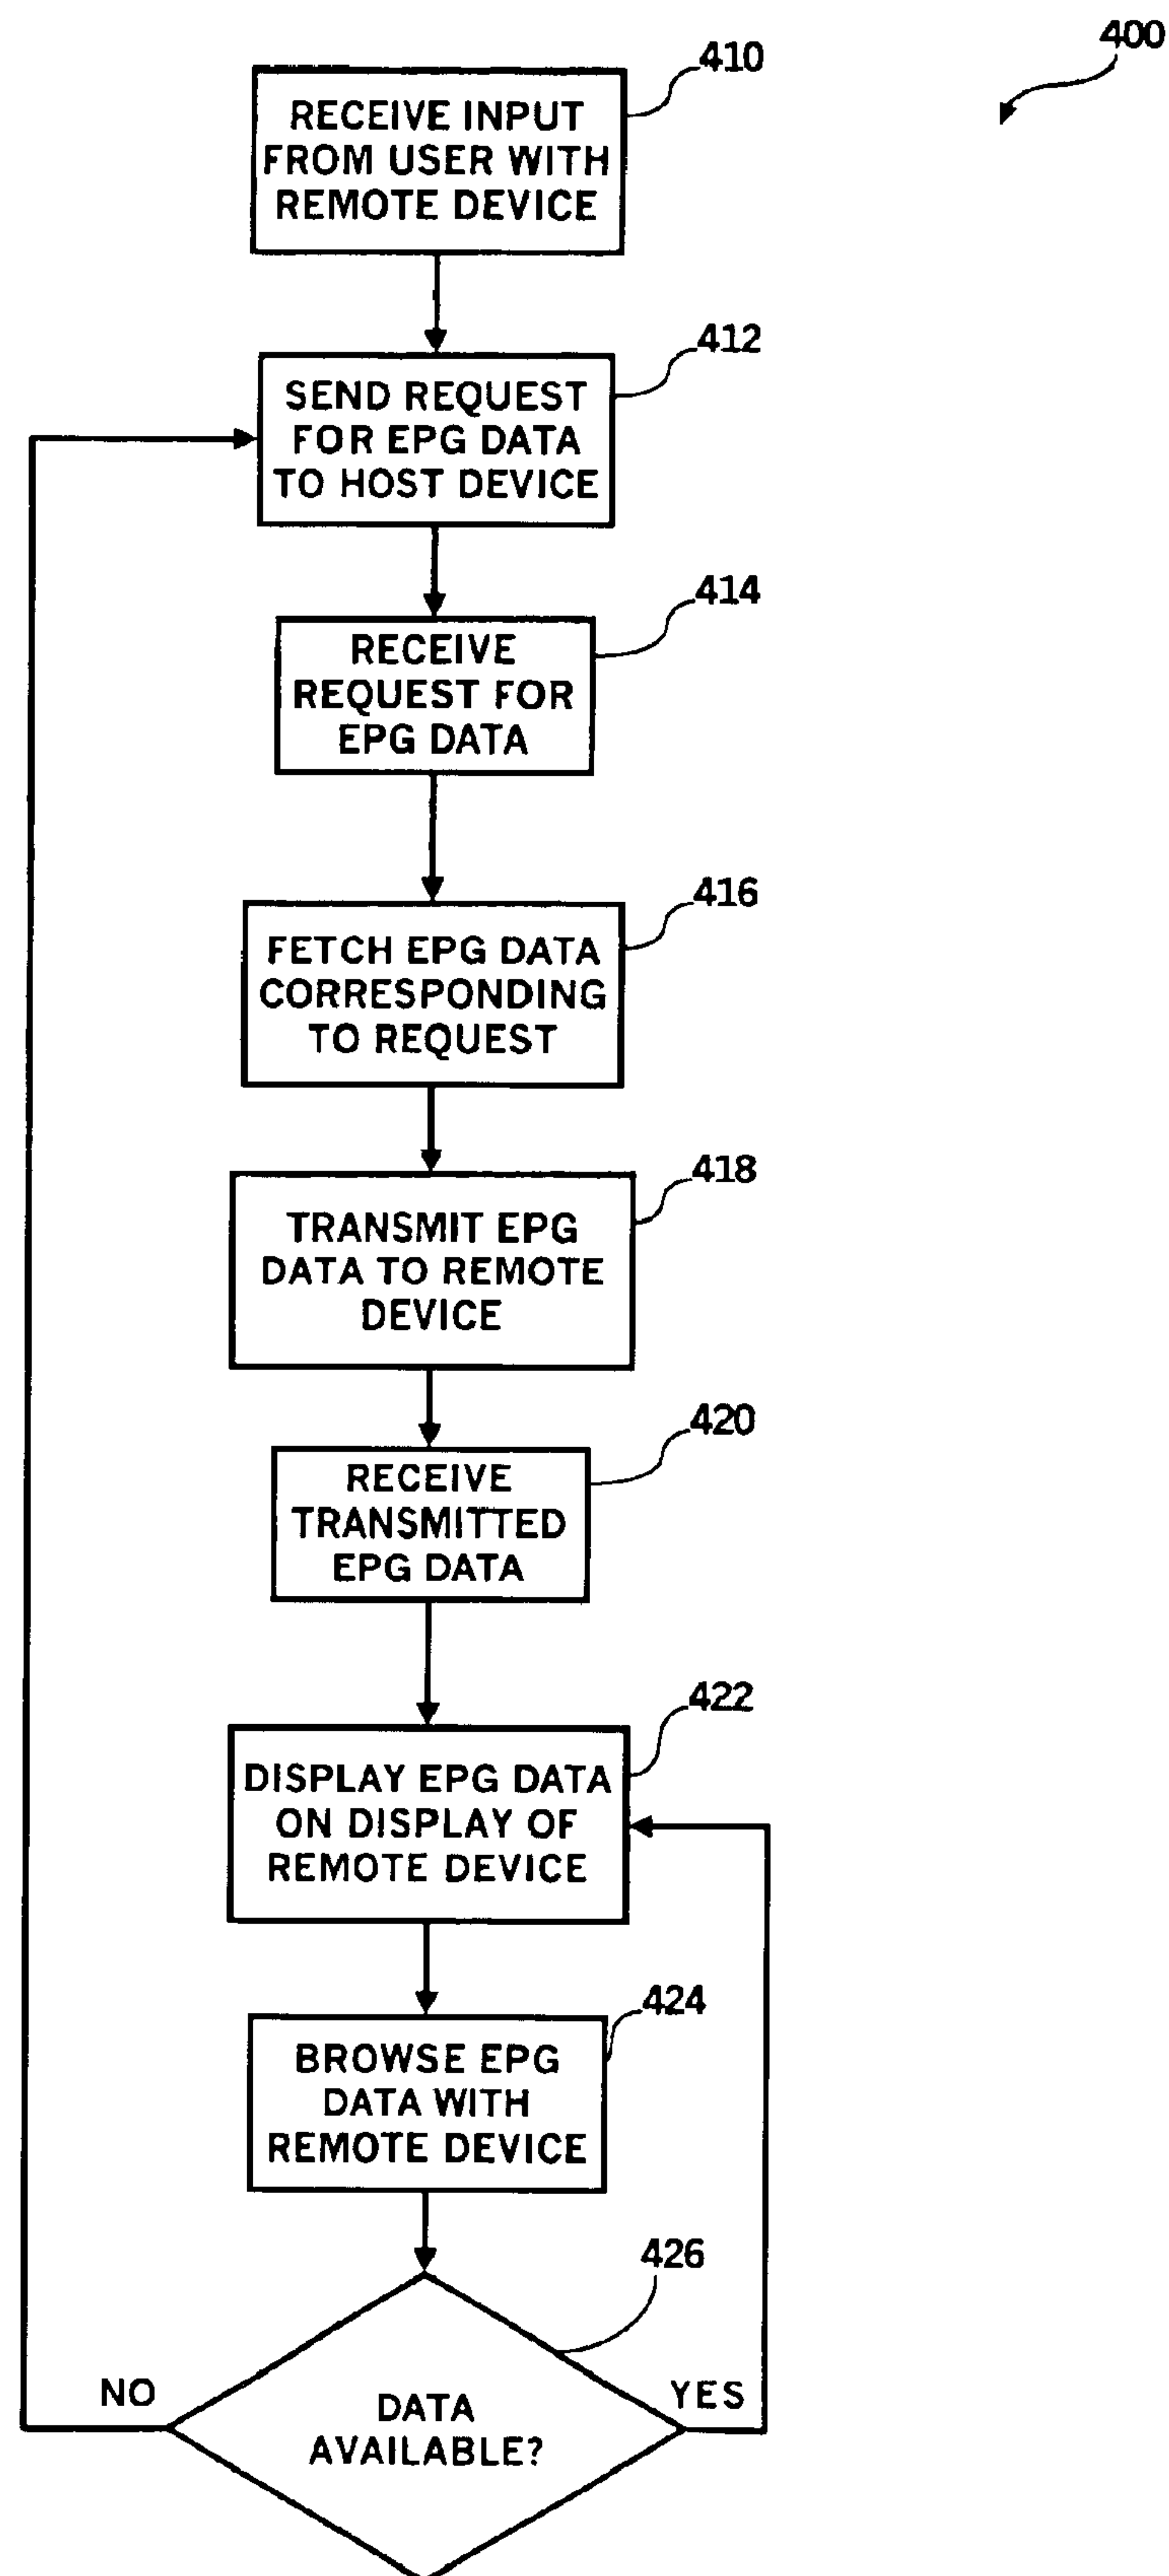 400
410
RECEIVE INPUT
FROM USER WITH
REMOTE DEVICE
412
SEND REQUEST
FOR EPG DATA
TO HOST DEVICE
414
RECEIVE
REQUEST FOR
EPG DATA
416
FETCH EPG DATA
CORRESPONDING
TO REQUEST
418
TRANSMIT EPG
DATA TO REMOTE
DEVICE
420
RECEIVE
TRANSMITTED
EPG DATA
422
DISPLAY EPG DATA
ON DISPLAY OF
REMOTE DEVICE
424
BROWSE EPG
DATA WITH
REMOTE DEVICE
426
NO
YES
DATA
AVAILABLE?